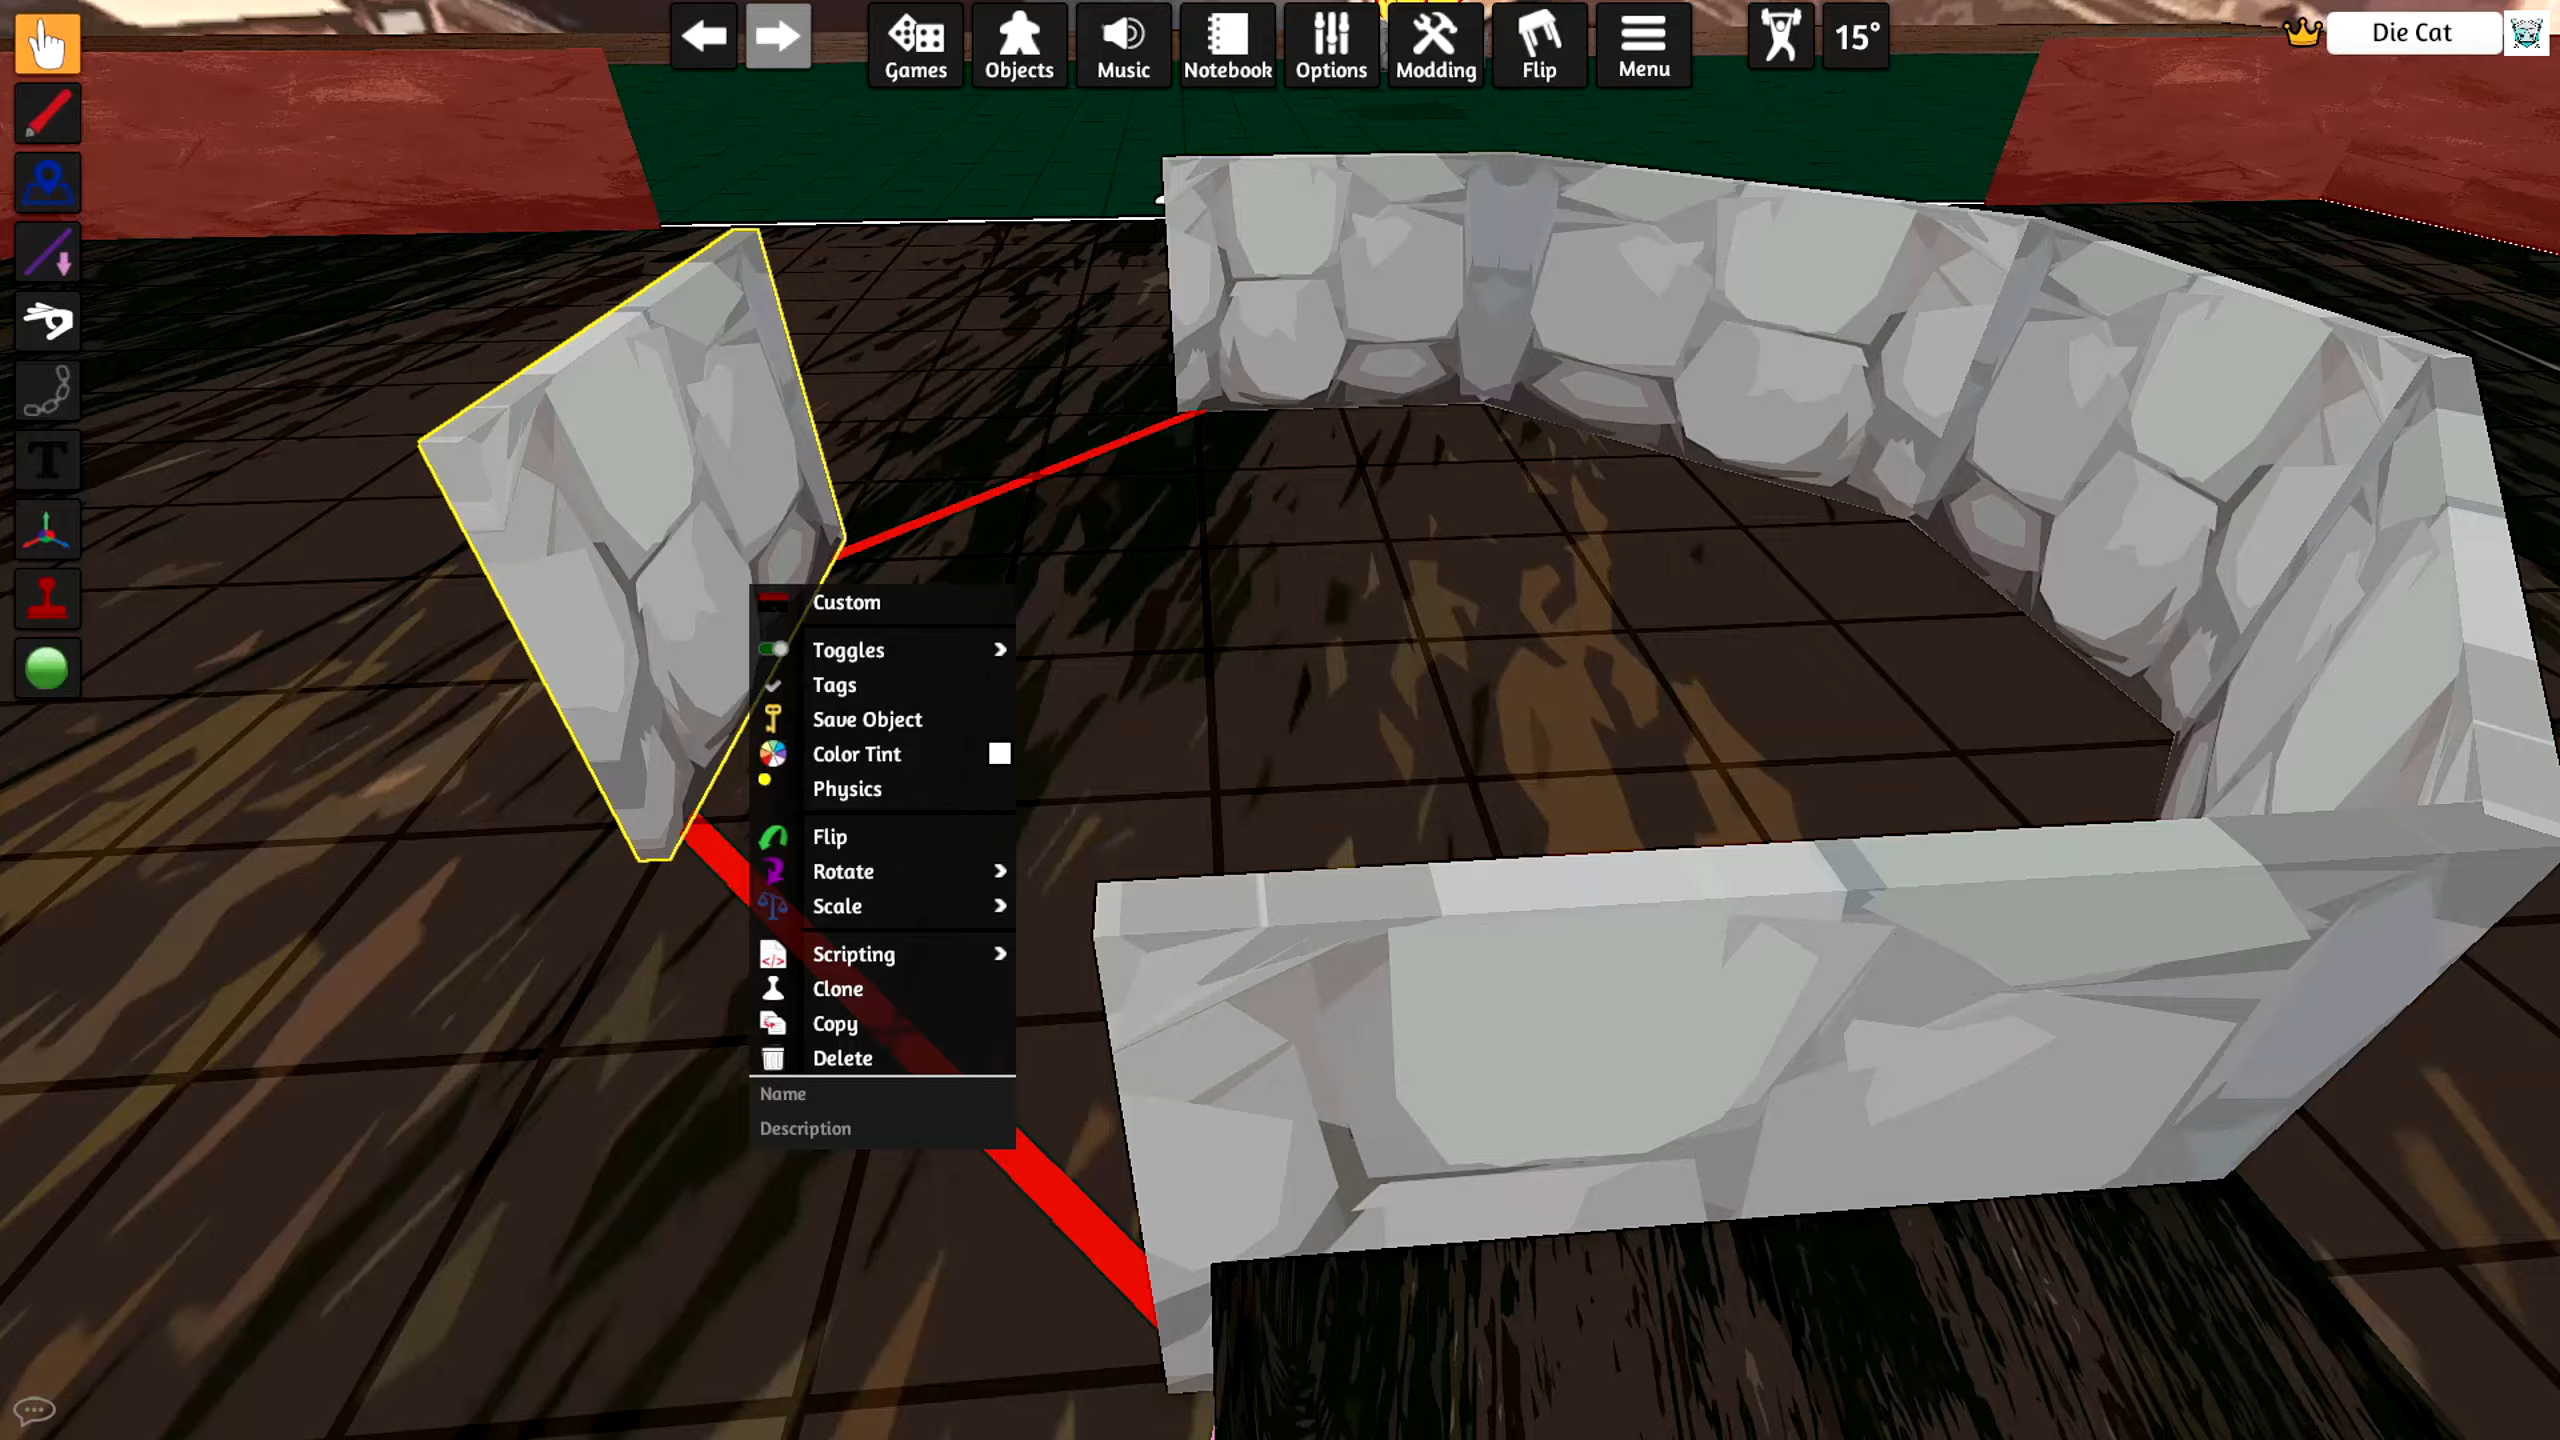 Games
Objects
Music
Notebook
Options
Modding
Flip
Menu
15°
Die Cat
T
Custom
Toggles
Tags
Save Object
Color Tint
Physics
Flip
Rotate
Scale
Scripting
Clone
Copy
Delete
Name
Description